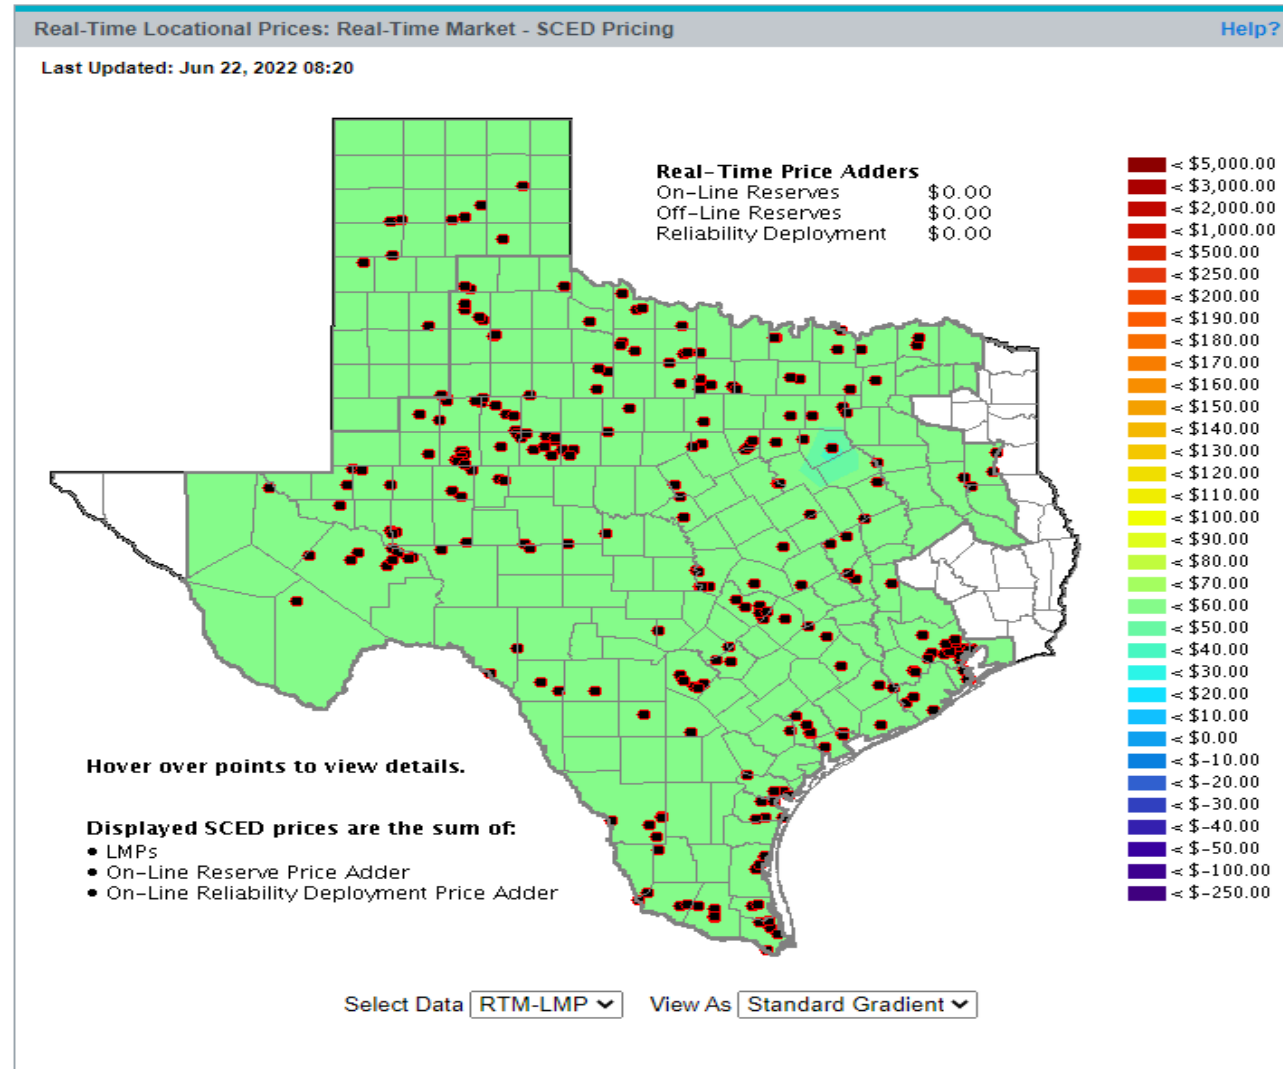 Real-Time Locational Prices: Real-Time Market - SCED Pricing
Help?
Last Updated: Jun 22, 2022 08:20
Real-Time Price Adders
On-Line Reserves $0.00
Off-Line Reserves $0.00
Reliability Deployment $0.00
< $5,000.00
< $3,000.00
< $2,000.00
< $1,000.00
< $500.00
< $250.00
< $200.00
< $190.00
< $180.00
< $170.00
< $160.00
< $150.00
< $140.00
< $130.00
< $120.00
< $110.00
< $100.00
< $90.00
< $80.00
< $70.00
< $60.00
< $50.00
< $40.00
< $30.00
< $20.00
< $10.00
< $0.00
< $-10.00
< $-20.00
< $-30.00
< $-40.00
< $-50.00
< $-100.00
< $-250.00
Hover over points to view details.
Displayed SCED prices are the sum of:
• LMPs
• On-Line Reserve Price Adder
• On-Line Reliability Deployment Price Adder
Select Data RTM-LMP View As Standard Gradient